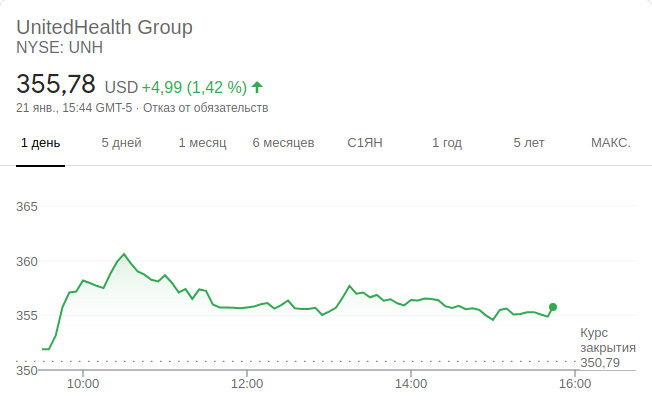 UnitedHealth Group
NYSE: UNH
355,78 USD +4,99 (1,42 %)
21 янв., 15:44 GMT-5 · Отказ от обязательств
1 день 5 дней 1 месяц 6 месяцев С1ЯН 1 год 5 лет МАКС.
365
360
355
350
Курс
закрытия
350,79
10:00 12:00 14:00 16:00